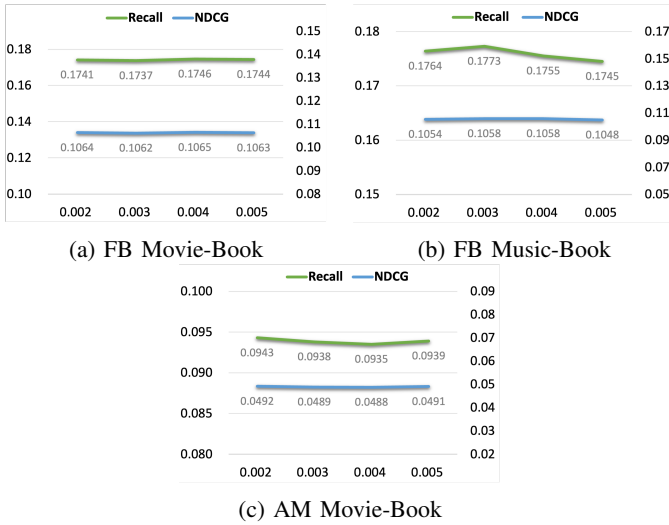 Recall NDCG
0.18
0.16
0.14
0.12
0.10
0.15
0.14
0.13
0.12
0.11
0.10
0.09
0.08
0.1741 0.1737 0.1746 0.1744
0.1064 0.1062 0.1065 0.1063
0.002 0.003 0.004 0.005
(a) FB Movie-Book
Recall NDCG
0.18
0.17
0.16
0.15
0.17
0.15
0.13
0.11
0.09
0.07
0.05
0.1764 0.1773 0.1755 0.1745
0.1054 0.1058 0.1058 0.1048
0.002 0.003 0.004 0.005
(b) FB Music-Book
Recall NDCG
0.100
0.095
0.090
0.085
0.080
0.09
0.08
0.07
0.06
0.05
0.04
0.03
0.02
0.0943 0.0938 0.0935 0.0939
0.0492 0.0489 0.0488 0.0491
0.002 0.003 0.004 0.005
(c) AM Movie-Book